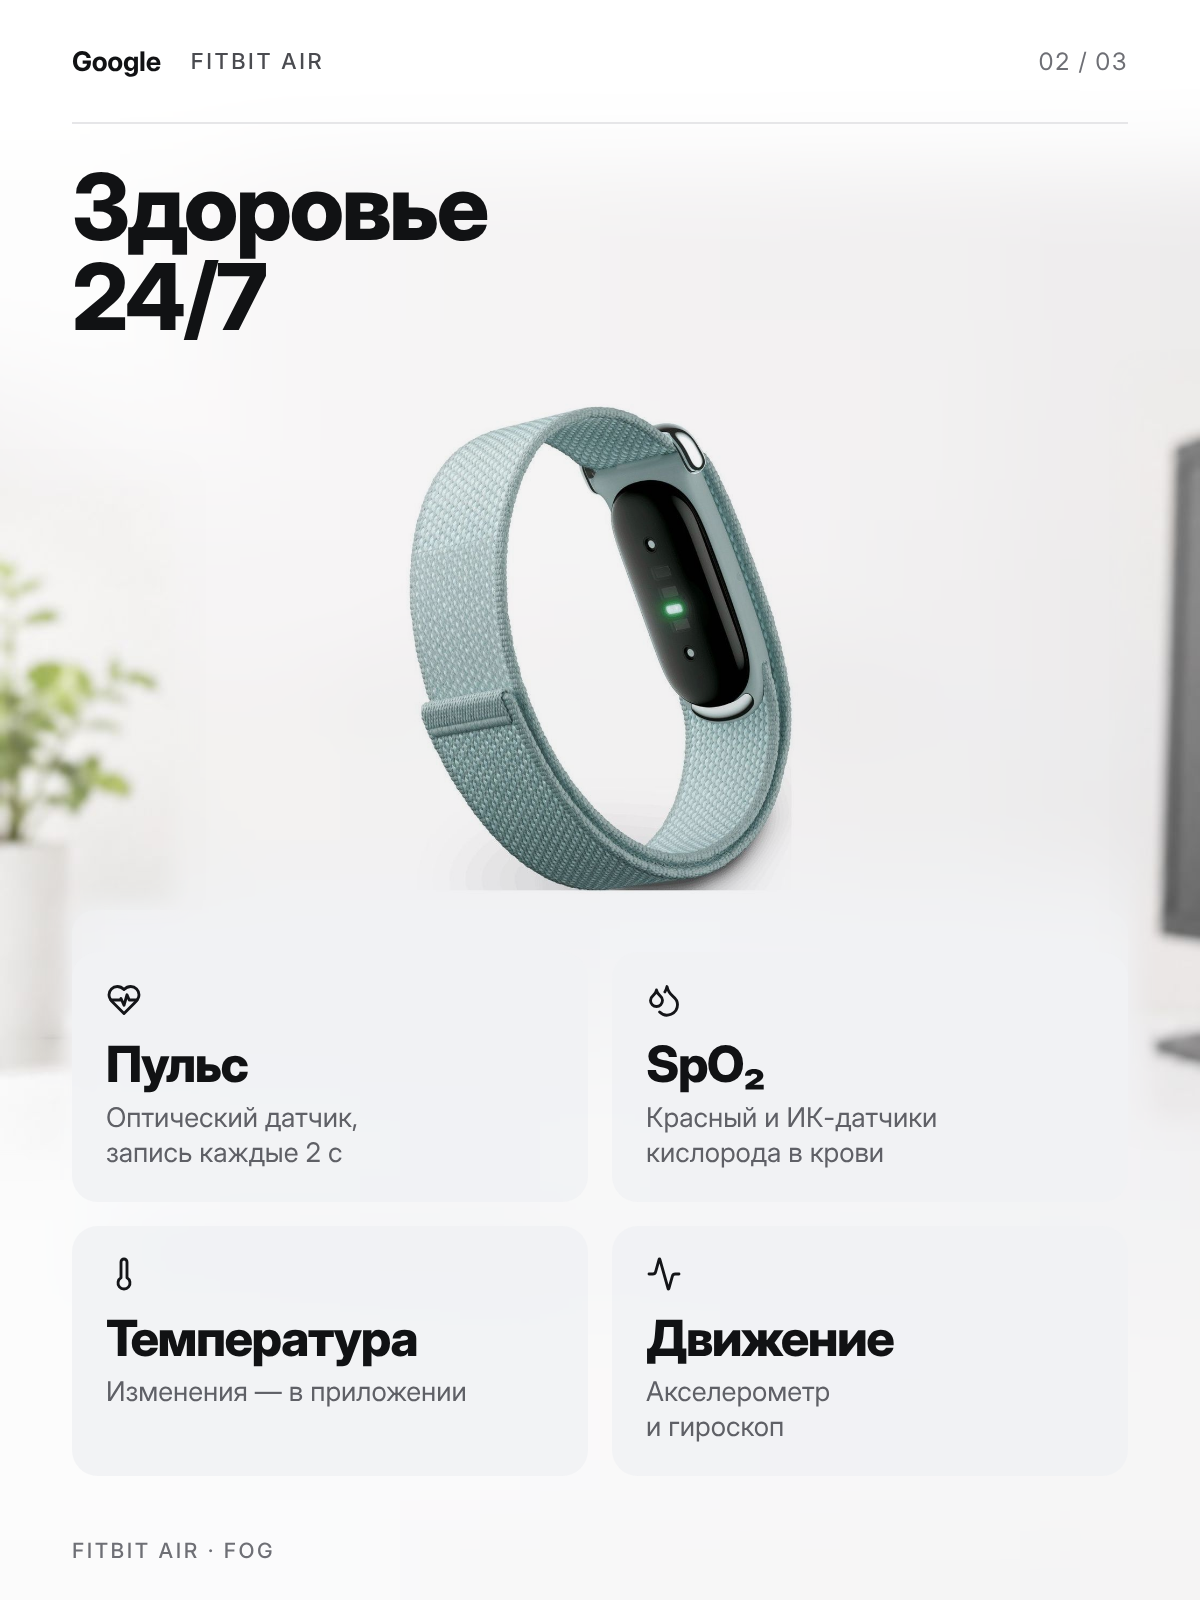 Google FITBIT AIR 02 / 03
Здоровье
24/7
Пульс
Оптический датчик,
запись каждые 2 с
SpO₂
Красный и ИК-датчики
кислорода в крови
Температура
Изменения — в приложении
Движение
Акселерометр
и гироскоп
FITBIT AIR · FOG